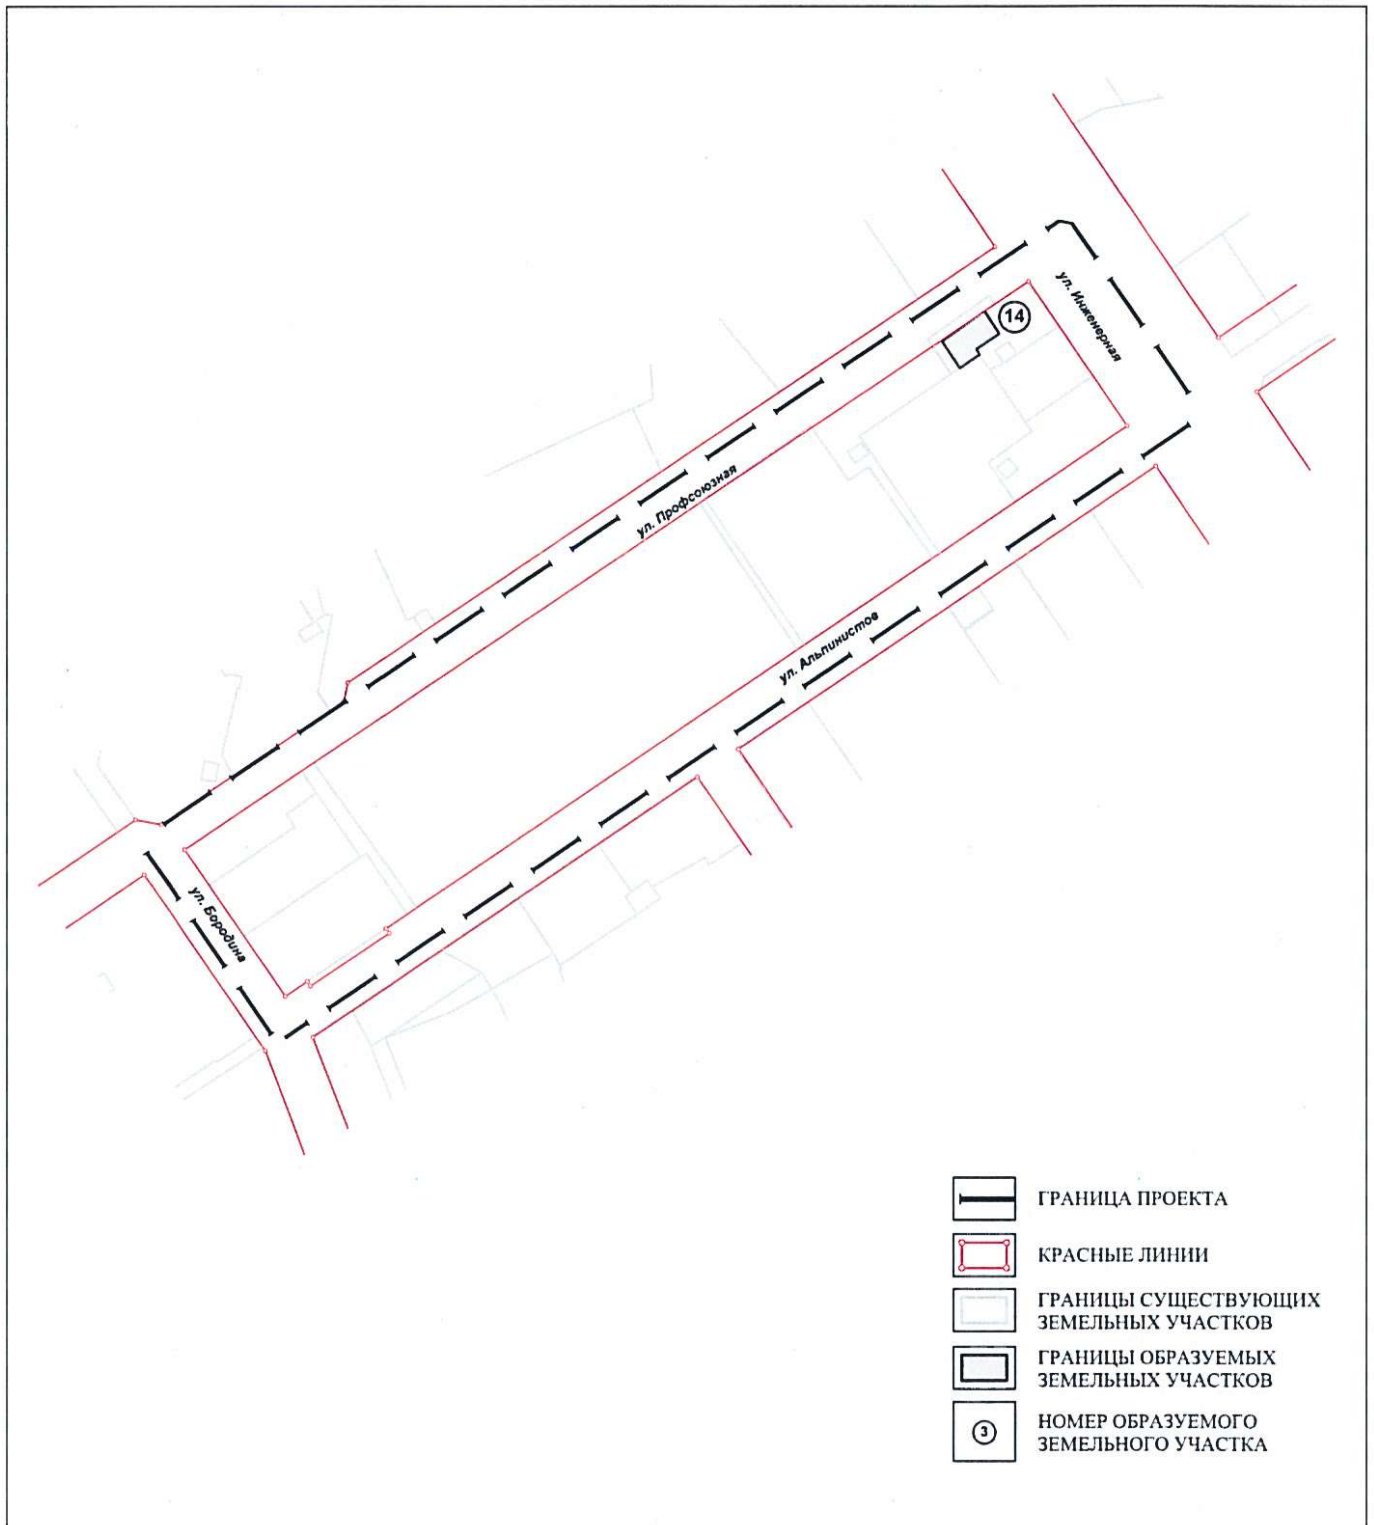 ул. Инженерная
14
ул. Профсоюзная
ул. Альпинистов
ул. Бородина
ГРАНИЦА ПРОЕКТА
КРАСНЫЕ ЛИНИИ
ГРАНИЦЫ СУЩЕСТВУЮЩИХ
ЗЕМЕЛЬНЫХ УЧАСТКОВ
ГРАНИЦЫ ОБРАЗУЕМЫХ
ЗЕМЕЛЬНЫХ УЧАСТКОВ
3
НОМЕР ОБРАЗУЕМОГО
ЗЕМЕЛЬНОГО УЧАСТКА